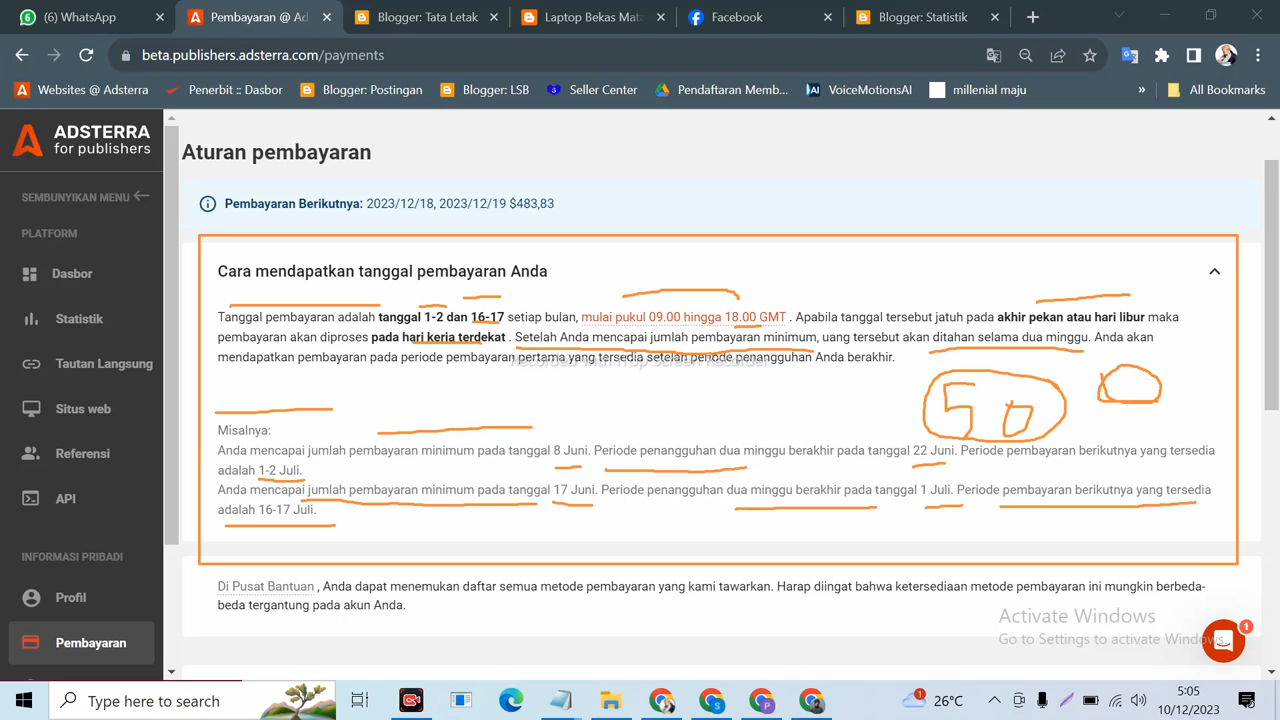 (6) WhatsApp
Pembayaran @ Ad
Blogger: Tata Letak
Laptop Bekas Mat
Facebook
Blogger: Statistik
beta.publishers.adsterra.com/payments
Websites @ Adsterra
Penerbit :: Dasbor
Blogger: Postingan
Blogger: LSB
Seller Center
Pendaftaran Memb...
VoiceMotionsAI
millenial maju
»
All Bookmarks
ADSTERRA
for publishers
SEMBUNYIKAN MENU
PLATFORM
Dasbor
Statistik
Tautan Langsung
Situs web
Referensi
API
INFORMASI PRIBADI
Profil
Pembayaran
Aturan pembayaran
Pembayaran Berikutnya: 2023/12/18, 2023/12/19 $483,83
Cara mendapatkan tanggal pembayaran Anda
Tanggal pembayaran adalah tanggal 1-2 dan 16-17 setiap bulan, mulai pukul 09.00 hingga 18.00 GMT . Apabila tanggal tersebut jatuh pada akhir pekan atau hari libur maka
pembayaran akan diproses pada hari kerja terdekat . Setelah Anda mencapai jumlah pembayaran minimum, uang tersebut akan ditahan selama dua minggu. Anda akan
mendapatkan pembayaran pada periode pembayaran pertama yang tersedia setelah periode penangguhan Anda berakhir.
Recorded with iTop Screen Recorder
50
Misalnya:
Anda mencapai jumlah pembayaran minimum pada tanggal 8 Juni. Periode penangguhan dua minggu berakhir pada tanggal 22 Juni. Periode pembayaran berikutnya yang tersedia
adalah 1-2 Juli.
Anda mencapai jumlah pembayaran minimum pada tanggal 17 Juni. Periode penangguhan dua minggu berakhir pada tanggal 1 Juli. Periode pembayaran berikutnya yang tersedia
adalah 16-17 Juli.
Di Pusat Bantuan , Anda dapat menemukan daftar semua metode pembayaran yang kami tawarkan. Harap diingat bahwa ketersediaan metode pembayaran ini mungkin berbeda-
beda tergantung pada akun Anda.
Activate Windows
Go to Settings to activate Windows.
1
Type here to search
1
26°C
5:05
10/12/2023